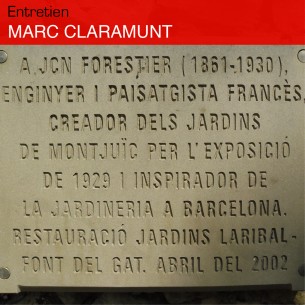 Entretien
MARC CLARAMUNT
A JCN FORESTIER (1861-1930),
ENGINYER I PAISATGISTA FRANCÈS,
CREADOR DELS JARDINS
DE MONTJUÏC PER L'EXPOSICIÓ
DE 1929 I INSPIRADOR DE
LA JARDINERIA A BARCELONA.
RESTAURACIÓ JARDINS LARIBAL-
FONT DEL GAT. ABRIL DEL 2002